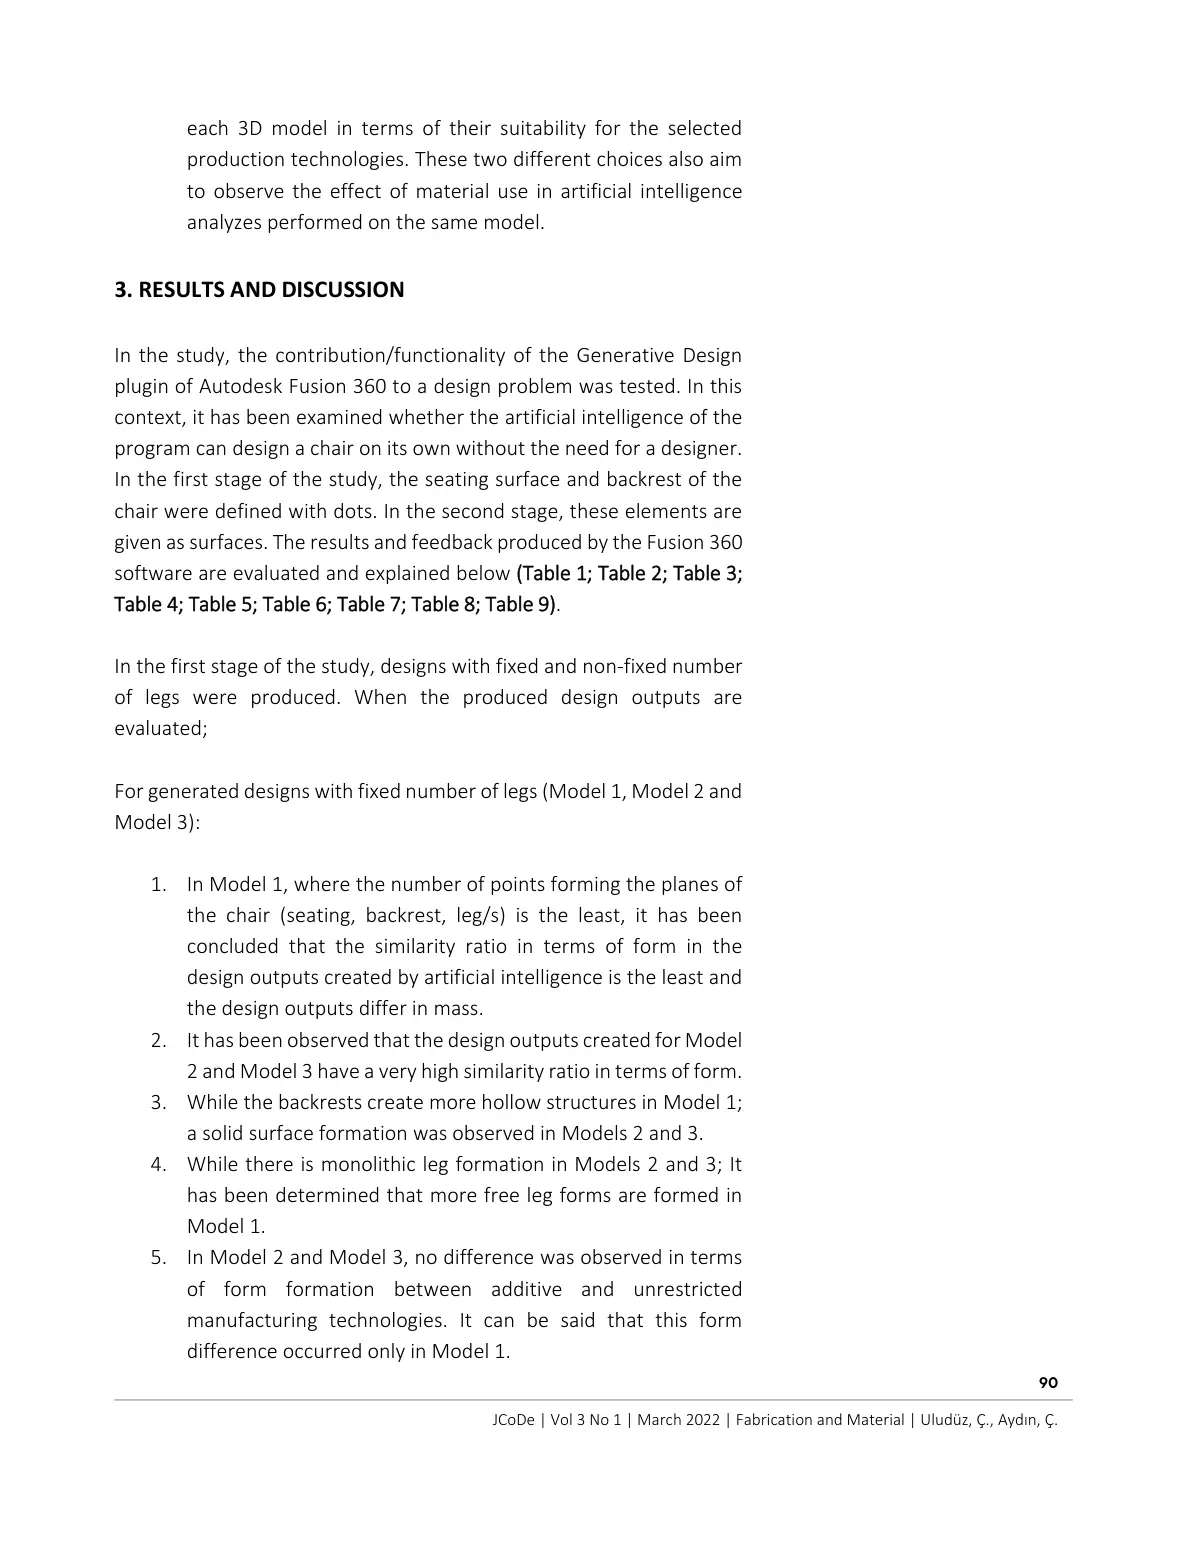 each 3D model in terms of their suitability for the selected
production technologies. These two different choices also aim
to observe the effect of material use in artificial intelligence
analyzes performed on the same model.
3. RESULTS AND DISCUSSION
In the study, the contribution/functionality of the Generative Design
plugin of Autodesk Fusion 360 to a design problem was tested. In this
context, it has been examined whether the artificial intelligence of the
program can design a chair on its own without the need for a designer.
In the first stage of the study, the seating surface and backrest of the
chair were defined with dots. In the second stage, these elements are
given as surfaces. The results and feedback produced by the Fusion 360
software are evaluated and explained below (Table 1; Table 2; Table 3;
Table 4; Table 5; Table 6; Table 7; Table 8; Table 9).
In the first stage of the study, designs with fixed and non-fixed number
of legs were produced. When the produced design outputs are
evaluated;
For generated designs with fixed number of legs (Model 1, Model 2 and
Model 3):
1. In Model 1, where the number of points forming the planes of
the chair (seating, backrest, leg/s) is the least, it has been
concluded that the similarity ratio in terms of form in the
design outputs created by artificial intelligence is the least and
the design outputs differ in mass.
2. It has been observed that the design outputs created for Model
2 and Model 3 have a very high similarity ratio in terms of form.
3. While the backrests create more hollow structures in Model 1;
a solid surface formation was observed in Models 2 and 3.
4. While there is monolithic leg formation in Models 2 and 3; It
has been determined that more free leg forms are formed in
Model 1.
5. In Model 2 and Model 3, no difference was observed in terms
of form formation between additive and unrestricted
manufacturing technologies. It can be said that this form
difference occurred only in Model 1.
90
JCoDe | Vol 3 No 1 | March 2022 | Fabrication and Material | Uludüz, Ç., Aydın, Ç.